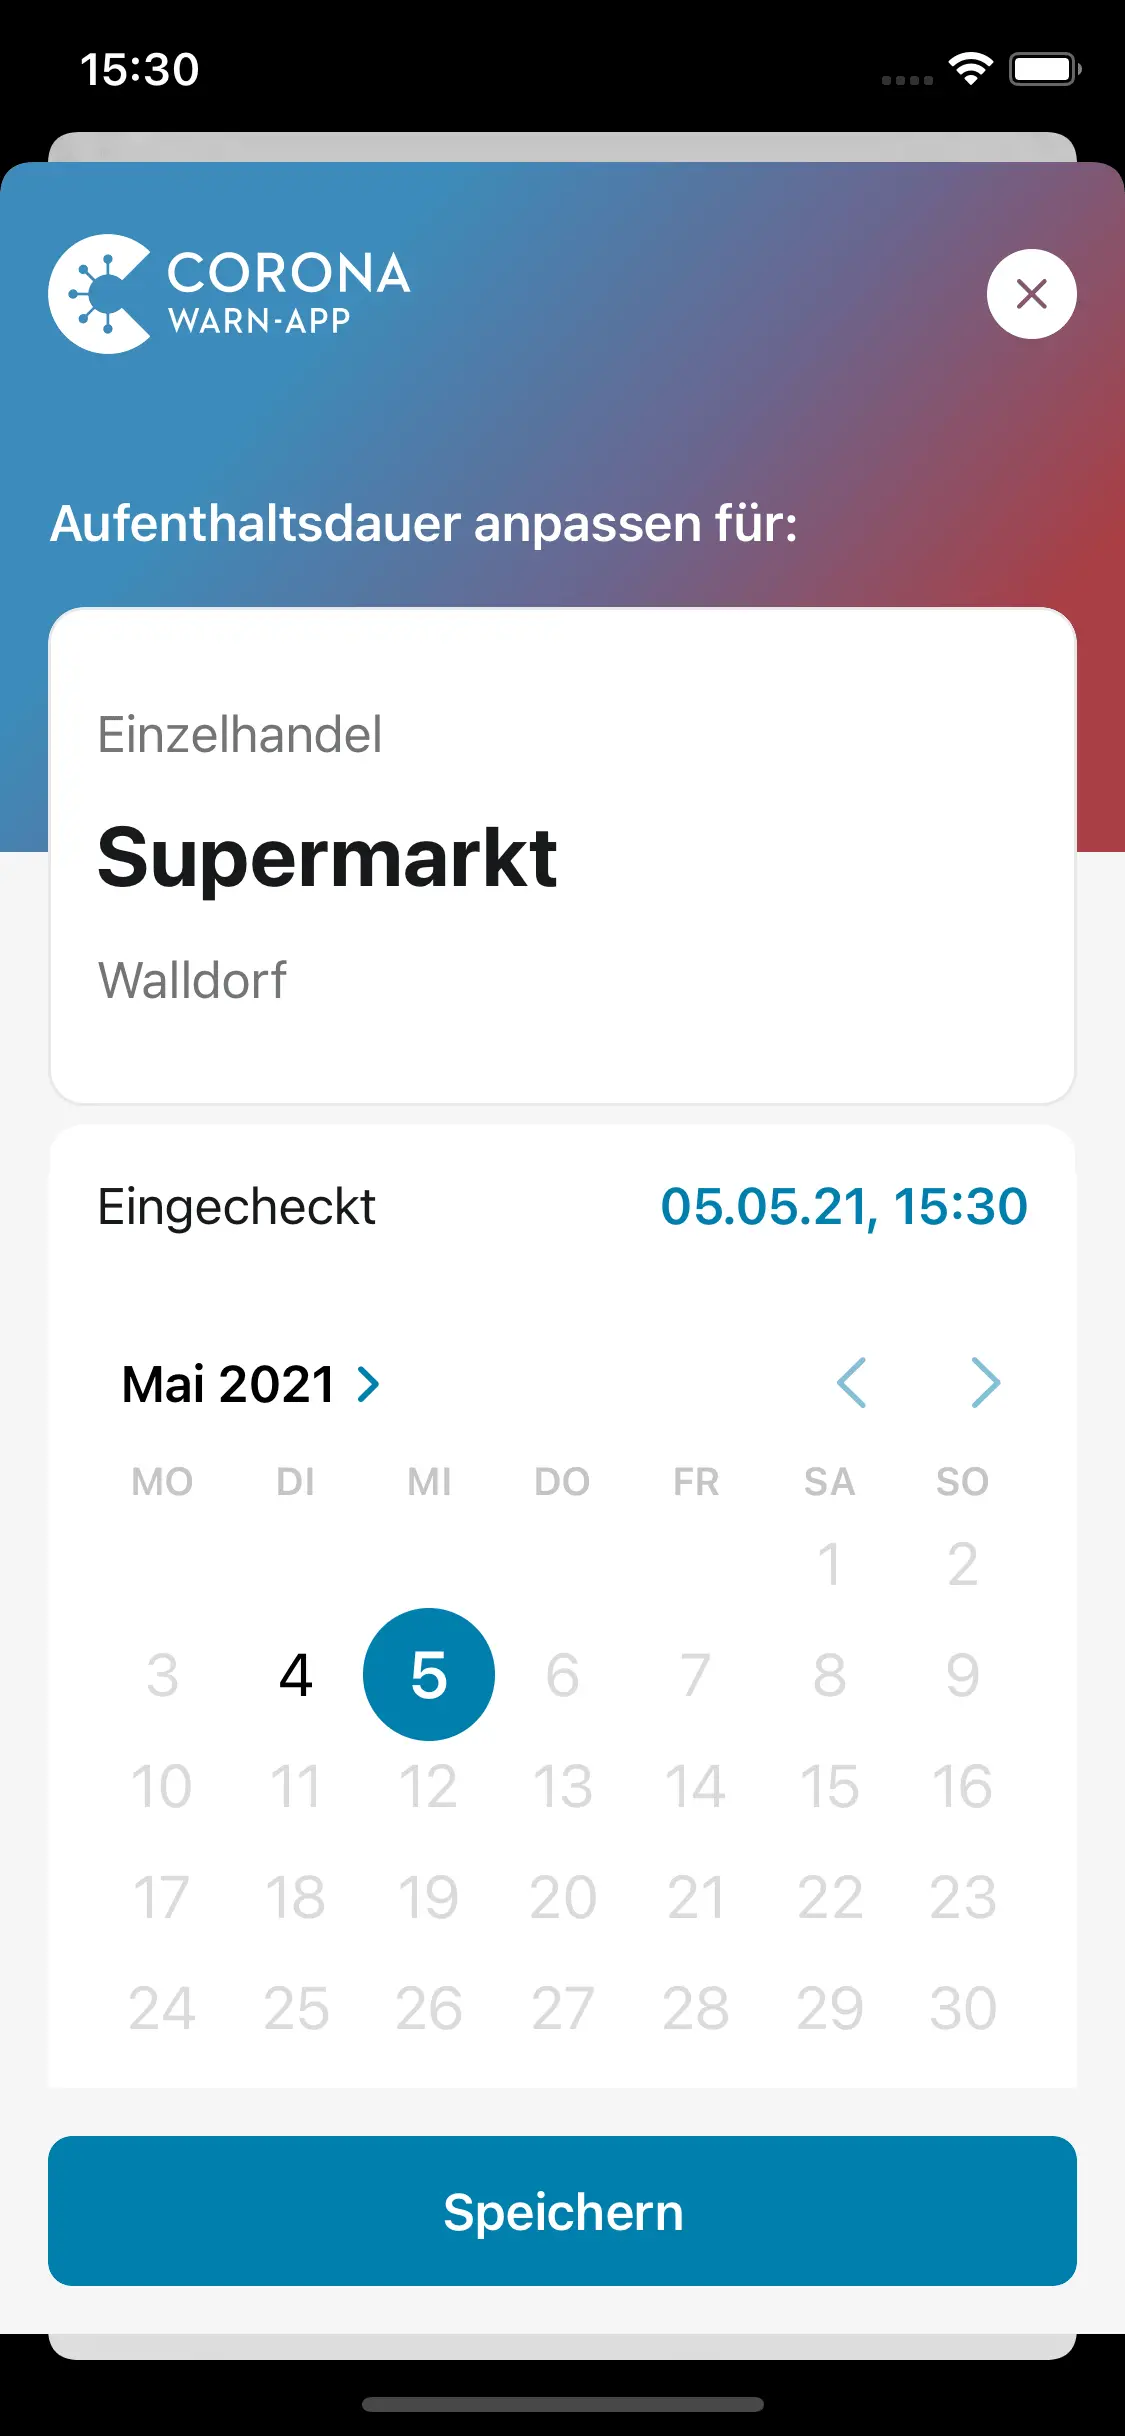 15:30
CORONA
WARN-APP
Aufenthaltsdauer anpassen für:
Einzelhandel
Supermarkt
Walldorf
Eingecheckt 05.05.21, 15:30
Mai 2021
MO DI MI DO FR SA SO
1 2
3 4 5 6 7 8 9
10 11 12 13 14 15 16
17 18 19 20 21 22 23
24 25 26 27 28 29 30
Speichern